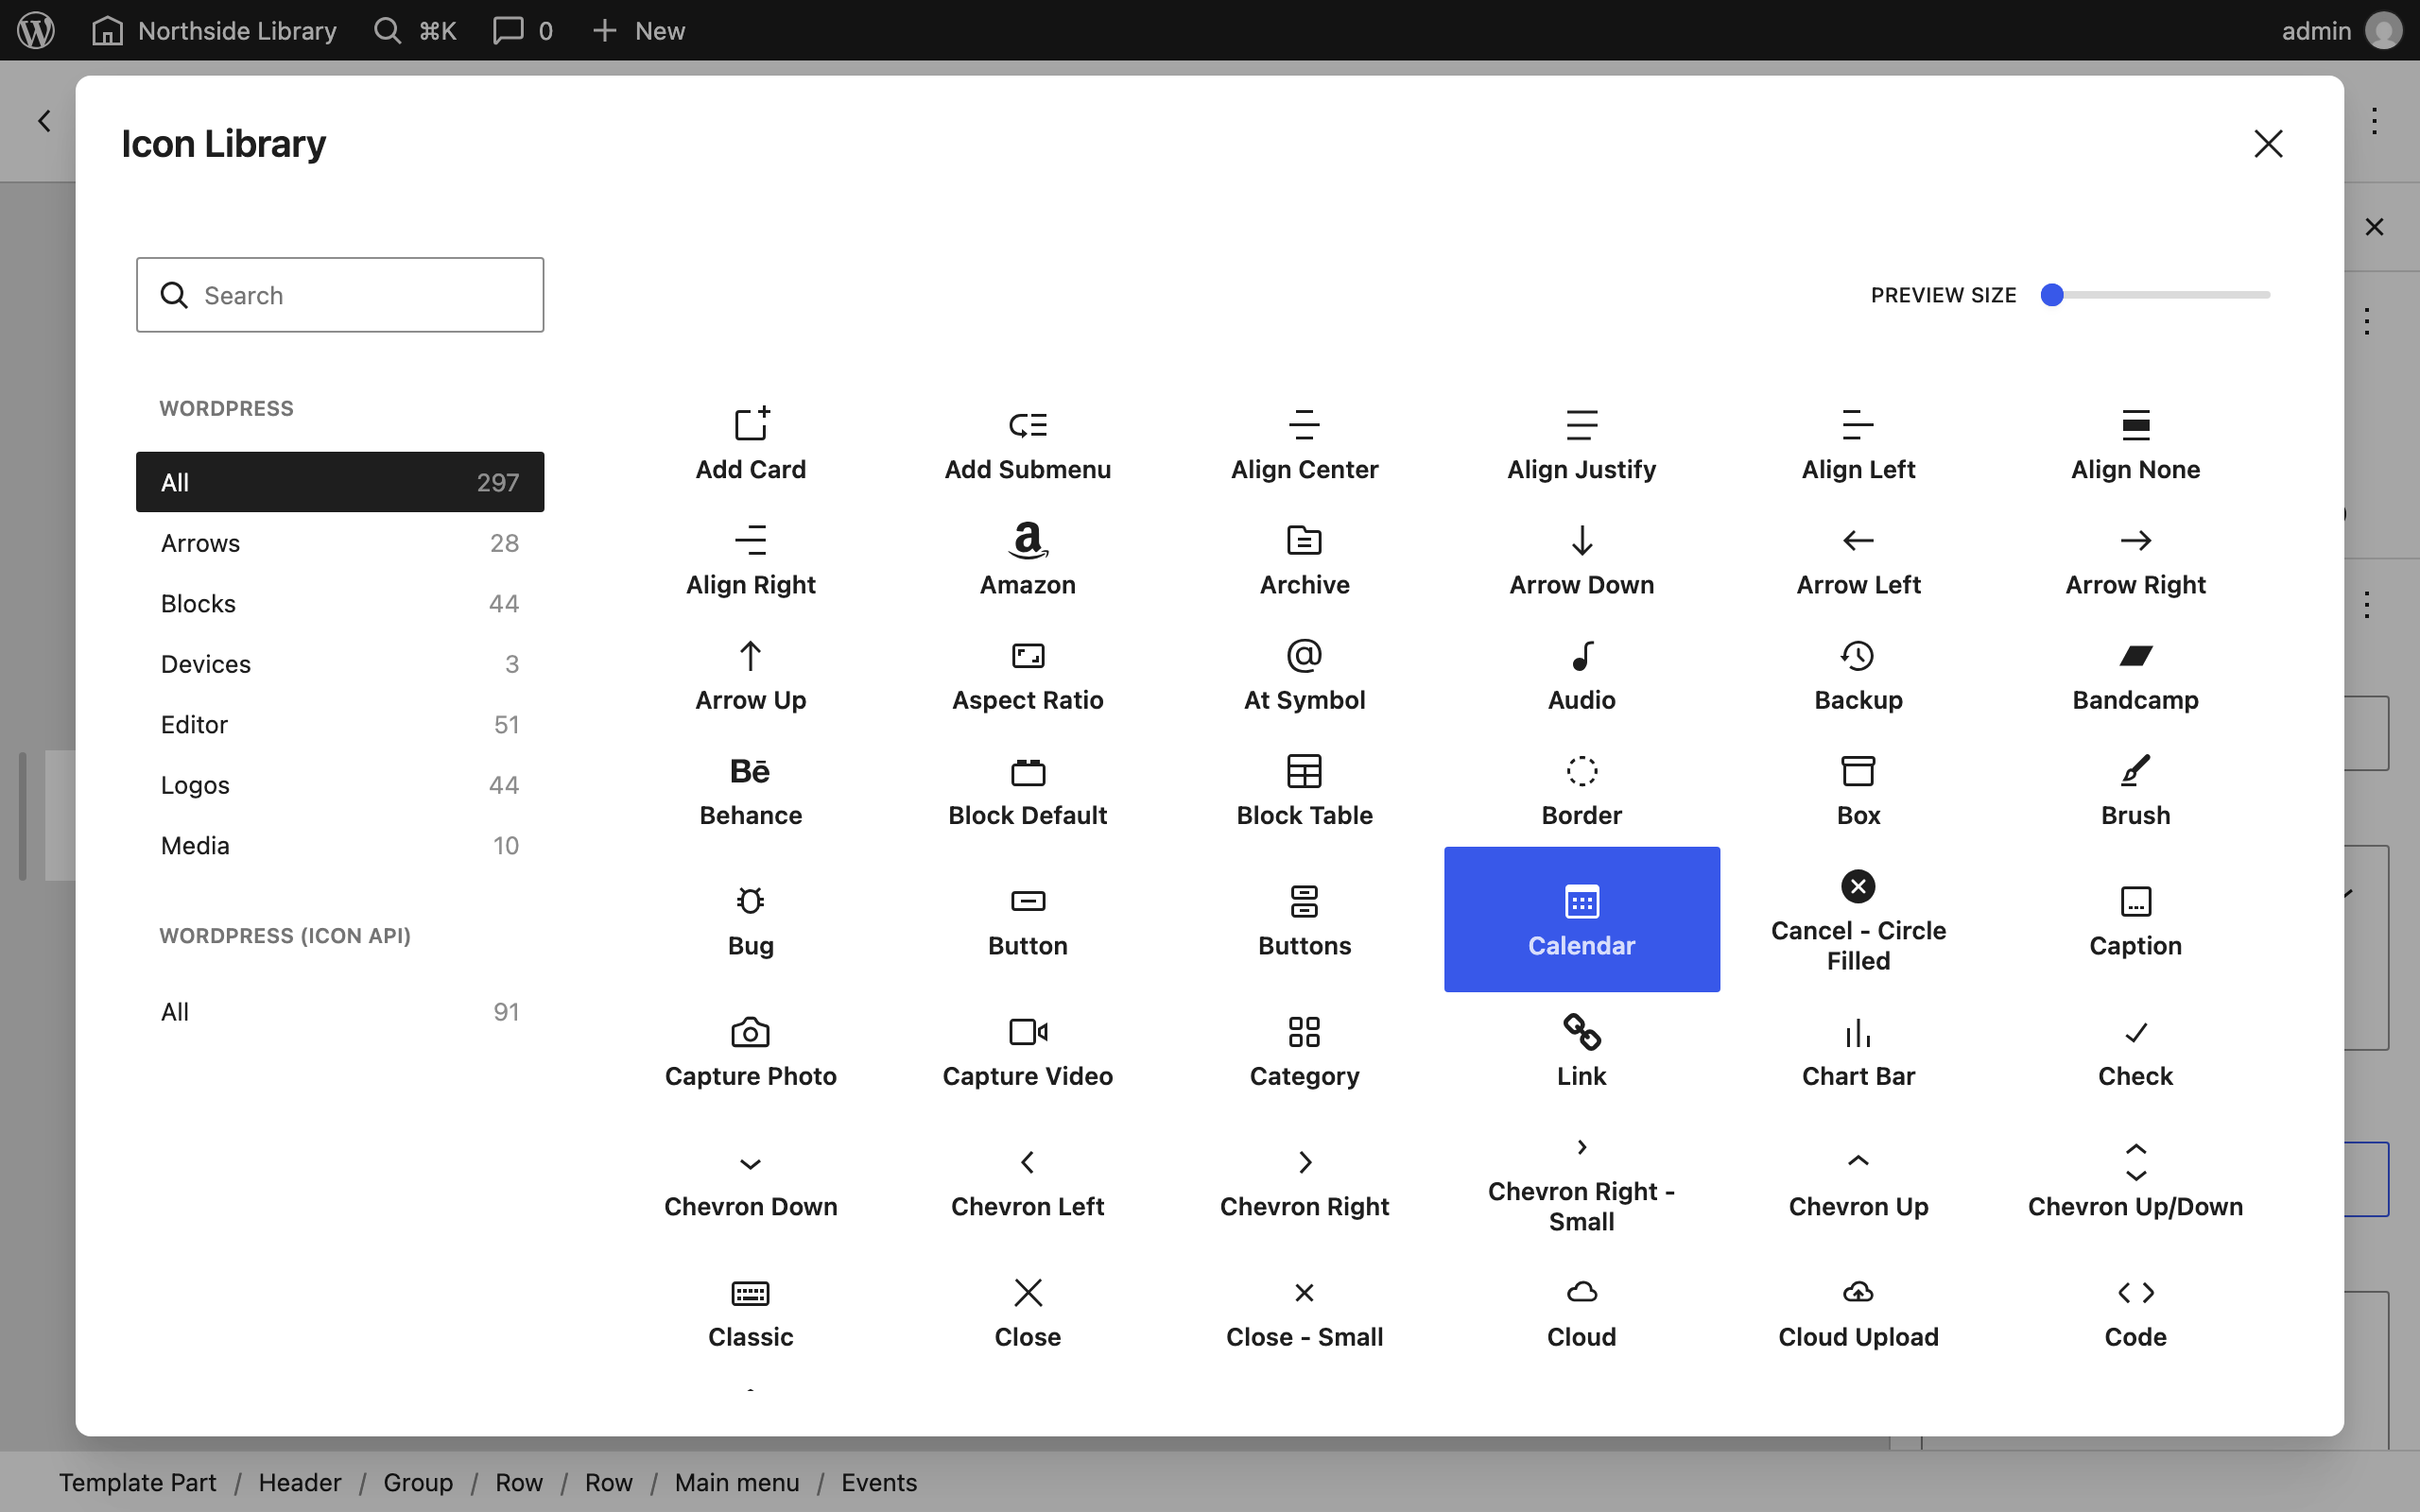 Northside Library ⌘K 0 New admin
Icon Library
Search
PREVIEW SIZE
WORDPRESS
All 297
Arrows 28
Blocks 44
Devices 3
Editor 51
Logos 44
Media 10
WORDPRESS (ICON API)
All 91
Add Card Add Submenu Align Center Align Justify Align Left Align None
Align Right Amazon Archive Arrow Down Arrow Left Arrow Right
Arrow Up Aspect Ratio At Symbol Audio Backup Bandcamp
Behance Block Default Block Table Border Box Brush
Bug Button Buttons Calendar Cancel - Circle Filled Caption
Capture Photo Capture Video Category Link Chart Bar Check
Chevron Down Chevron Left Chevron Right Chevron Right - Small Chevron Up Chevron Up/Down
Classic Close Close - Small Cloud Cloud Upload Code
Template Part / Header / Group / Row / Row / Main menu / Events